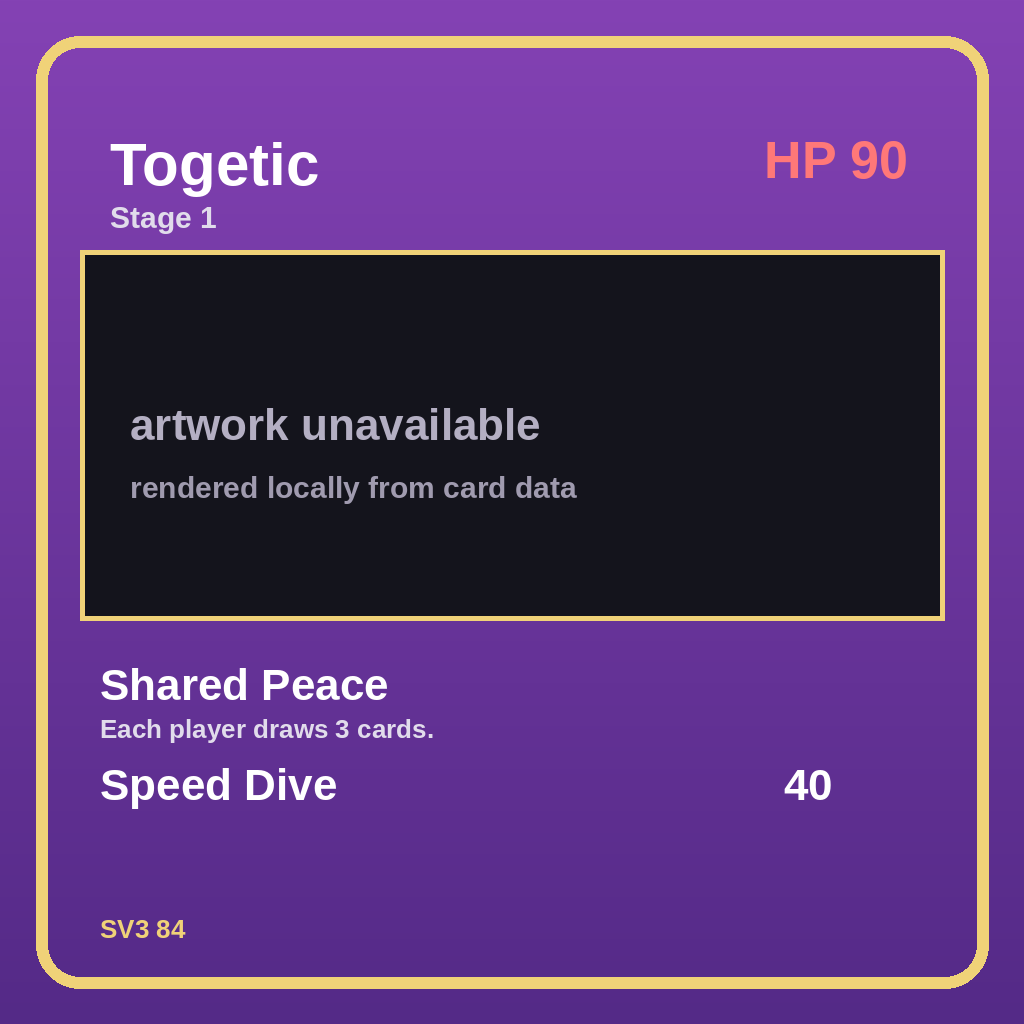 Togetic
HP 90
Stage 1
artwork unavailable
rendered locally from card data
Shared Peace
Each player draws 3 cards.
Speed Dive 40
SV3 84